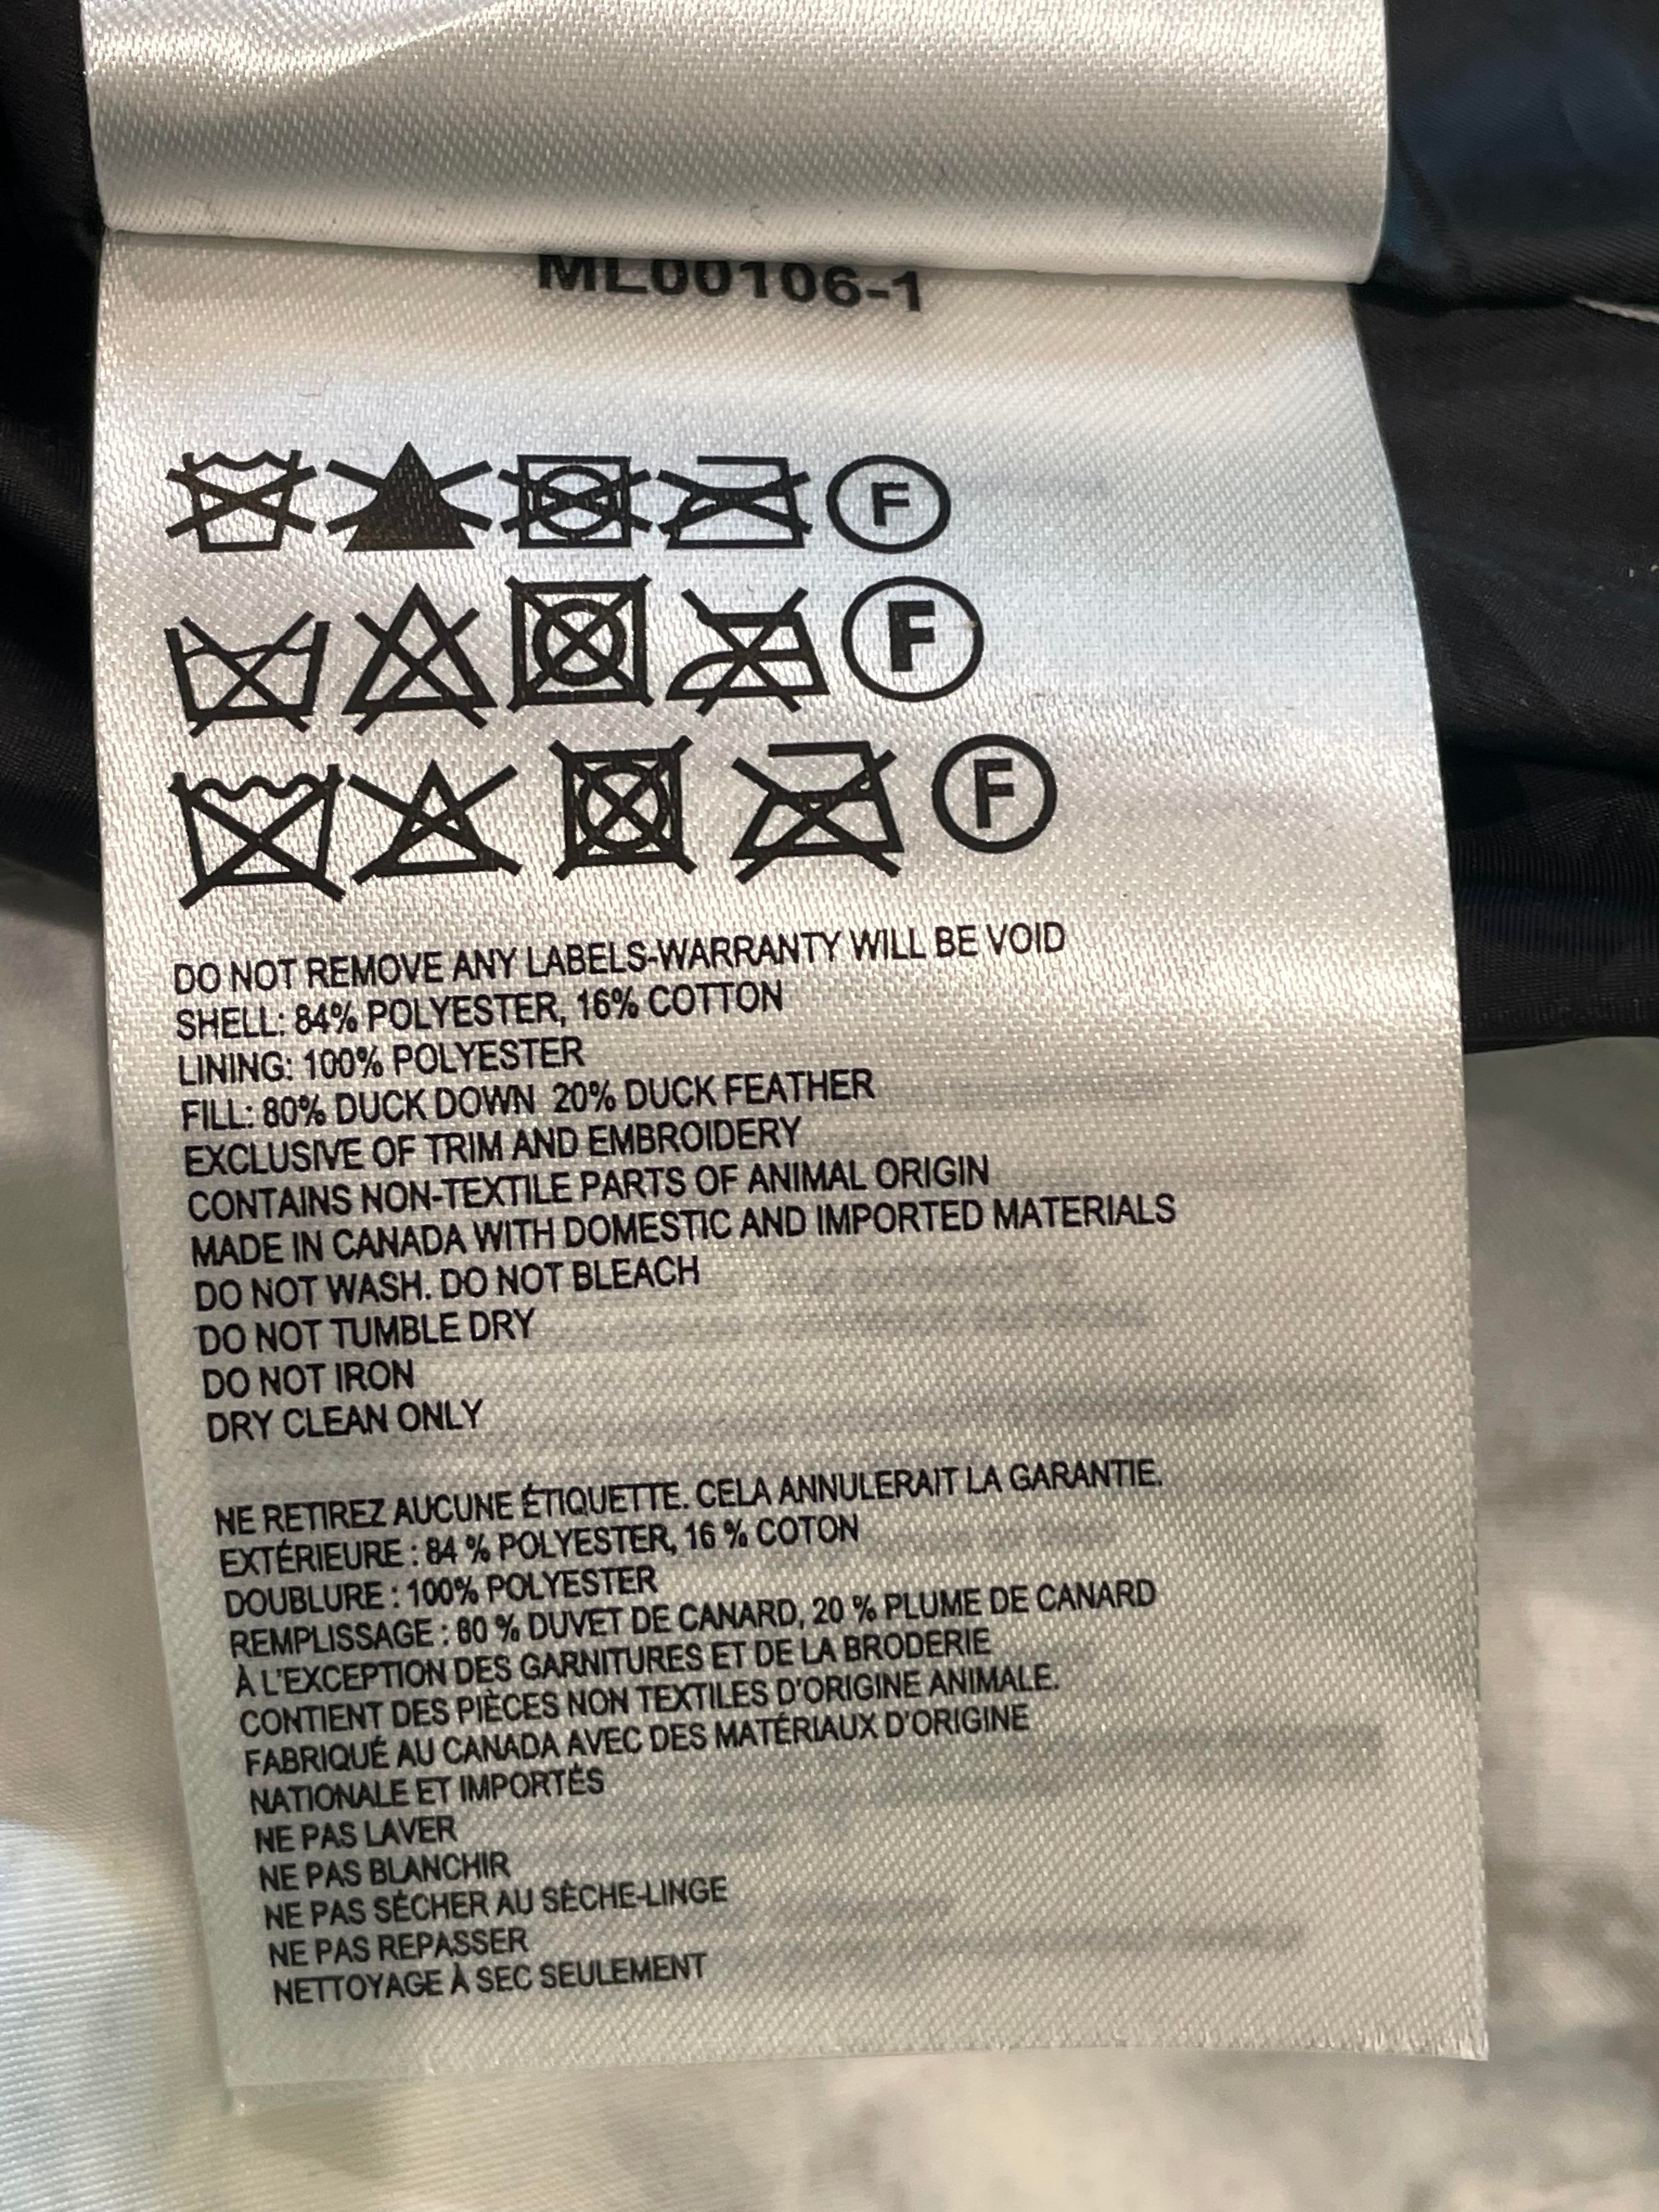 ML00106-1
F
F
F
DO NOT REMOVE ANY LABELS-WARRANTY WILL BE VOID
SHELL: 84% POLYESTER, 16% COTTON
LINING: 100% POLYESTER
FILL: 80% DUCK DOWN 20% DUCK FEATHER
EXCLUSIVE OF TRIM AND EMBROIDERY
CONTAINS NON-TEXTILE PARTS OF ANIMAL ORIGIN
MADE IN CANADA WITH DOMESTIC AND IMPORTED MATERIALS
DO NOT WASH. DO NOT BLEACH
DO NOT TUMBLE DRY
DO NOT IRON
DRY CLEAN ONLY
NE RETIREZ AUCUNE ÉTIQUETTE. CELA ANNULERAIT LA GARANTIE.
EXTÉRIEURE : 84 % POLYESTER, 16 % COTON
DOUBLURE : 100% POLYESTER
REMPLISSAGE : 80 % DUVET DE CANARD, 20 % PLUME DE CANARD
À L'EXCEPTION DES GARNITURES ET DE LA BRODERIE
CONTIENT DES PIÈCES NON TEXTILES D'ORIGINE ANIMALE.
FABRIQUÉ AU CANADA AVEC DES MATÉRIAUX D'ORIGINE
NATIONALE ET IMPORTÉS
NE PAS LAVER
NE PAS BLANCHIR
NE PAS SÉCHER AU SÈCHE-LINGE
NE PAS REPASSER
NETTOYAGE À SEC SEULEMENT